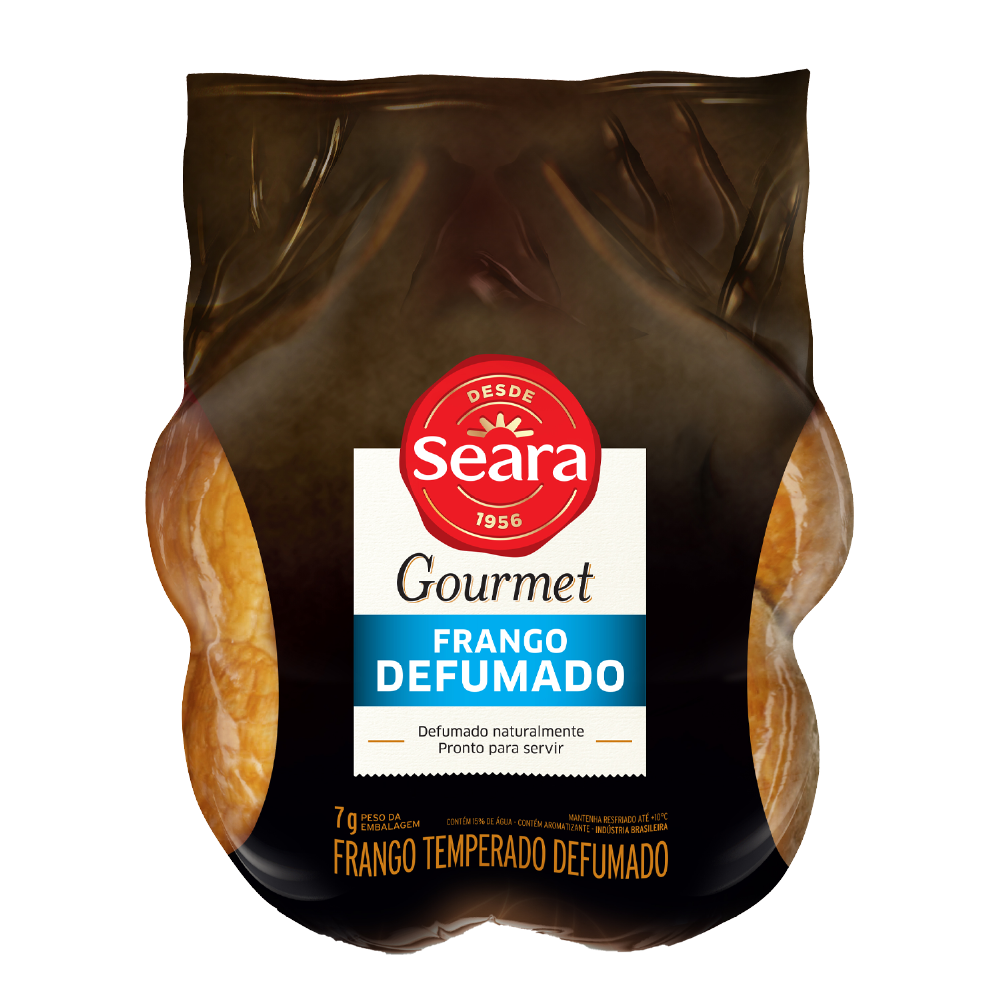 DESDE
Seara
1956
Gourmet
FRANGO
DEFUMADO
Defumado naturalmente
Pronto para servir
7g PESO DA
EMBALAGEM
MANTENHA RESFRIADO ATÉ +10°C
CONTÉM 15% DE ÁGUA - CONTÉM AROMATIZANTE - INDÚSTRIA BRASILEIRA
FRANGO TEMPERADO DEFUMADO